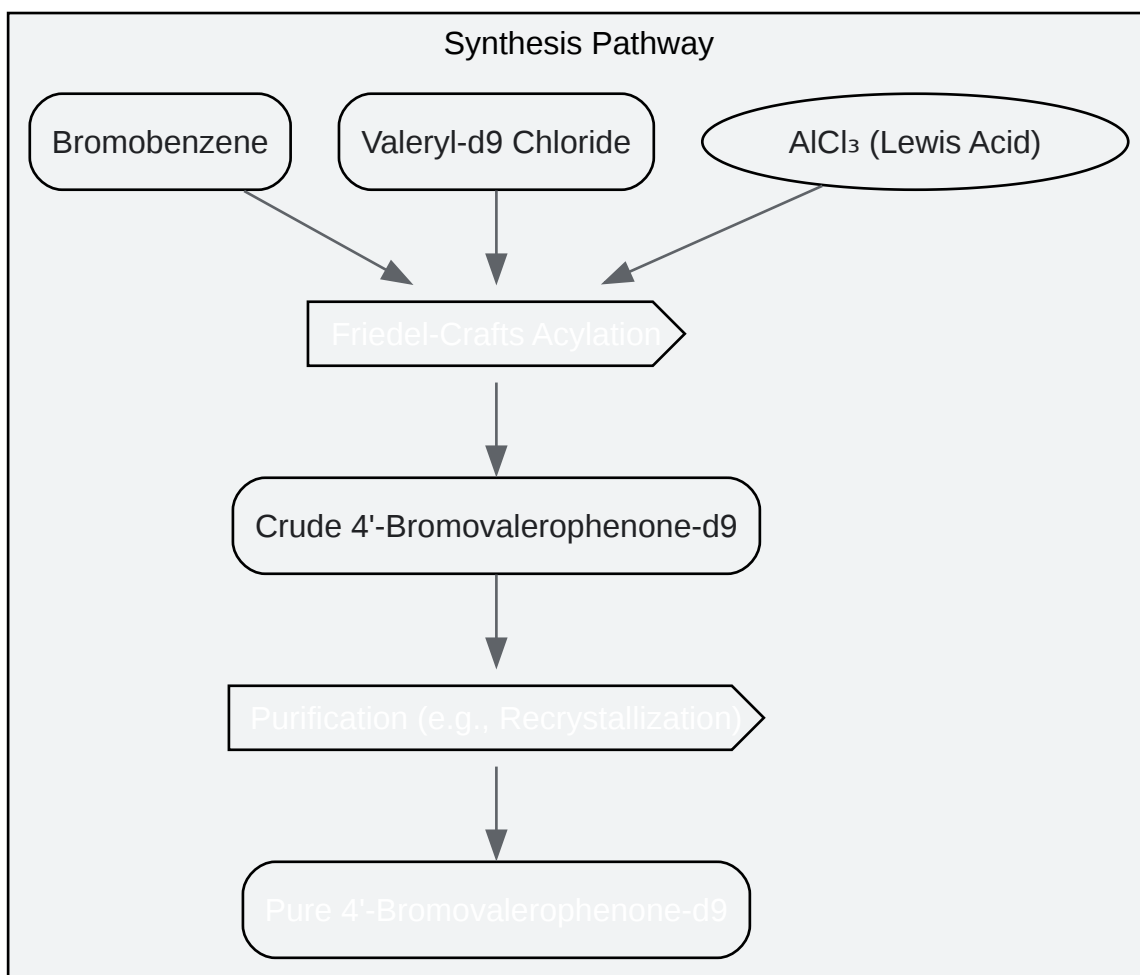 Synthesis Pathway
Bromobenzene
Valeryl-d9 Chloride
AlCl₃ (Lewis Acid)
Friedel-Crafts Acylation
Crude 4'-Bromovalerophenone-d9
Purification (e.g., Recrystallization)
Pure 4'-Bromovalerophenone-d9